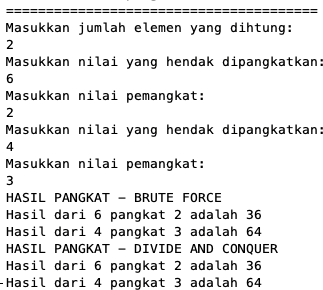 =======================================
Masukkan jumlah elemen yang dihtung:
2
Masukkan nilai yang hendak dipangkatkan:
6
Masukkan nilai pemangkat:
2
Masukkan nilai yang hendak dipangkatkan:
4
Masukkan nilai pemangkat:
3
HASIL PANGKAT - BRUTE FORCE
Hasil dari 6 pangkat 2 adalah 36
Hasil dari 4 pangkat 3 adalah 64
HASIL PANGKAT - DIVIDE AND CONQUER
Hasil dari 6 pangkat 2 adalah 36
Hasil dari 4 pangkat 3 adalah 64